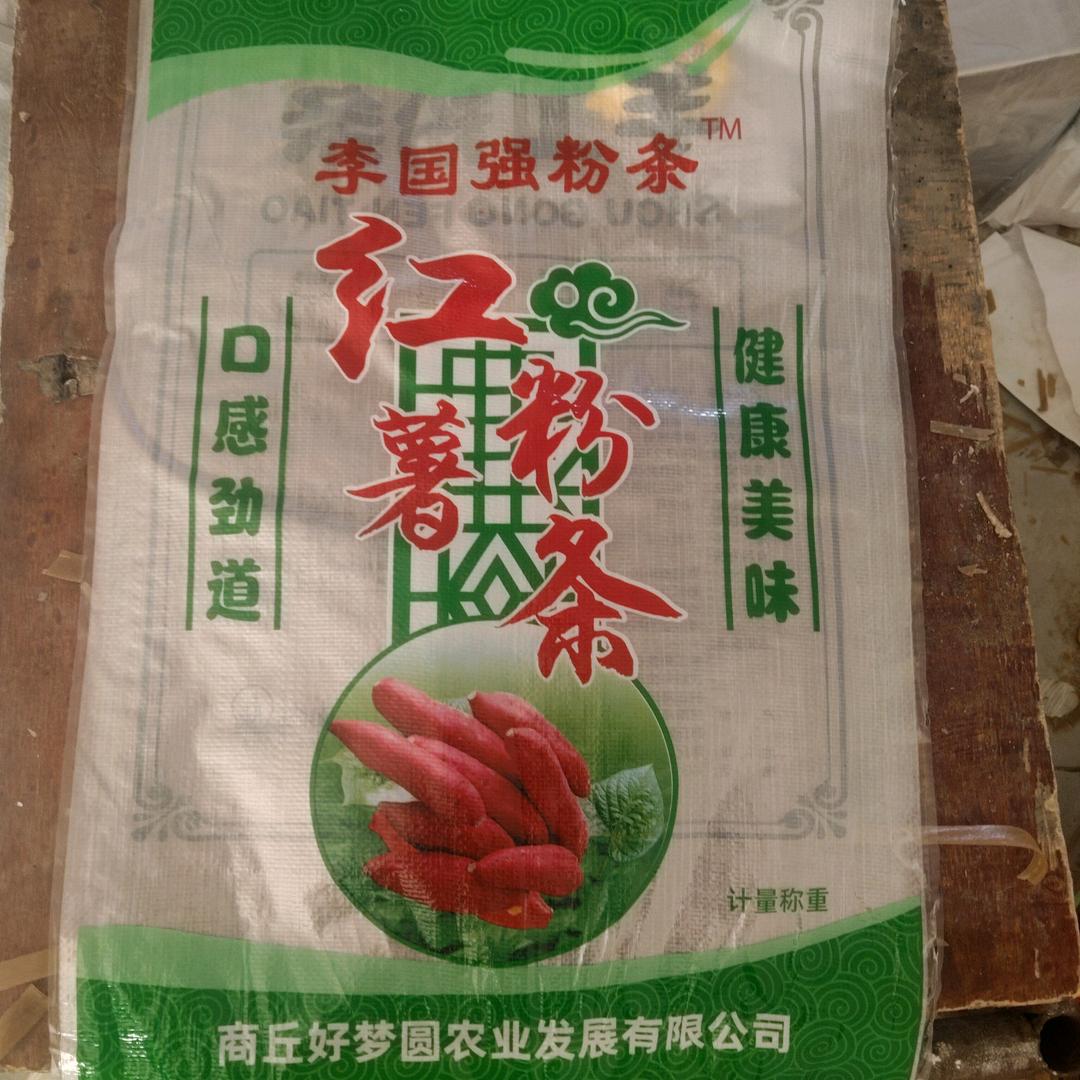 李国强粉条TM
红薯粉条
口感劲道
健康美味
计量称重
商丘好梦圆农业发展有限公司